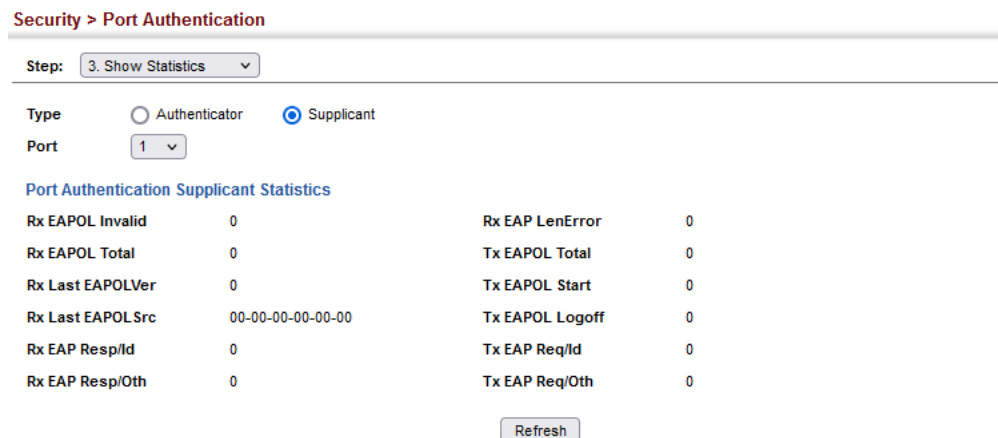 Security > Port Authentication
Step: 3. Show Statistics
Type Authenticator Supplicant
Port 1
Port Authentication Supplicant Statistics
Rx EAPOL Invalid 0 Rx EAP LenError 0
Rx EAPOL Total 0 Tx EAPOL Total 0
Rx Last EAPOLVer 0 Tx EAPOL Start 0
Rx Last EAPOLSrc 00-00-00-00-00-00 Tx EAPOL Logoff 0
Rx EAP Resp/Id 0 Tx EAP Req/Id 0
Rx EAP Resp/Oth 0 Tx EAP Req/Oth 0
Refresh